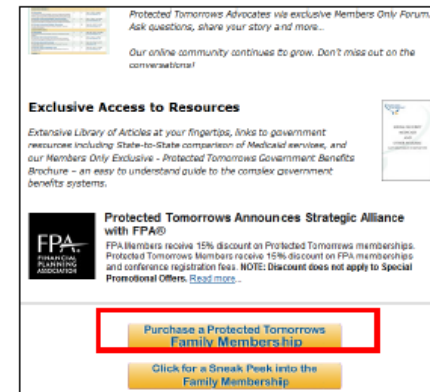 Protected Tomorrows Advocates via exclusive Members Only Forum.
Ask questions, share your story and more...
Our online community continues to grow. Don't miss out on the
conversations!
Exclusive Access to Resources
Extensive Library of Articles at your fingertips, links to government
resources including State-to-State comparison of Medicaid services, and
our Members Only Exclusive - Protected Tomorrows Government Benefits
Brochure – an easy to understand guide to the complex government
benefits systems.
FPA
FINANCIAL
PLANNING
ASSOCIATION
Protected Tomorrows Announces Strategic Alliance
with FPA®
FPA Members receive 15% discount on Protected Tomorrows memberships.
Protected Tomorrows Members receive 15% discount on FPA memberships
and conference registration fees. NOTE: Discount does not apply to Special
Promotional Offers. Read more...
Purchase a Protected Tomorrows
Family Membership
Click for a Sneak Peek into the
Family Membership